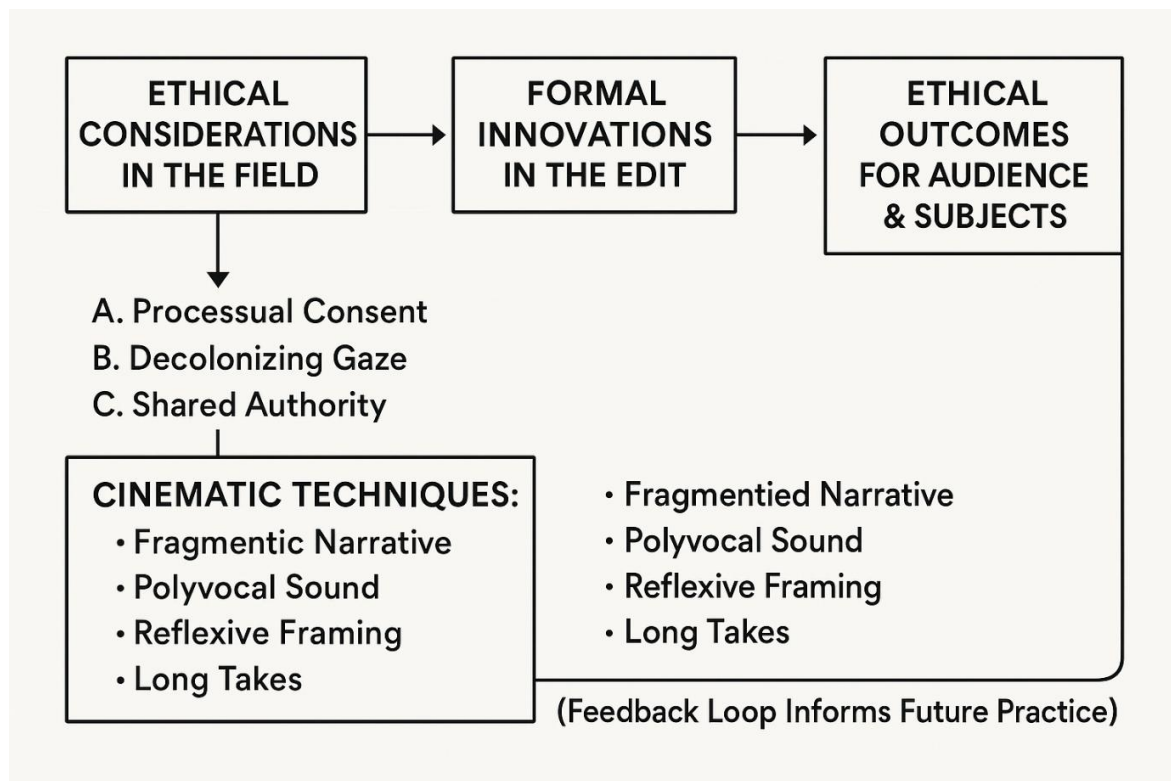 ETHICAL
CONSIDERATIONS
IN THE FIELD
FORMAL
INNOVATIONS
IN THE EDIT
ETHICAL
OUTCOMES
FOR AUDIENCE
& SUBJECTS
A. Processual Consent
B. Decolonizing Gaze
C. Shared Authority
CINEMATIC TECHNIQUES:
• Fragmentic Narrative
• Polyvocal Sound
• Reflexive Framing
• Long Takes
• Fragmentied Narrative
• Polyvocal Sound
• Reflexive Framing
• Long Takes
(Feedback Loop Informs Future Practice)